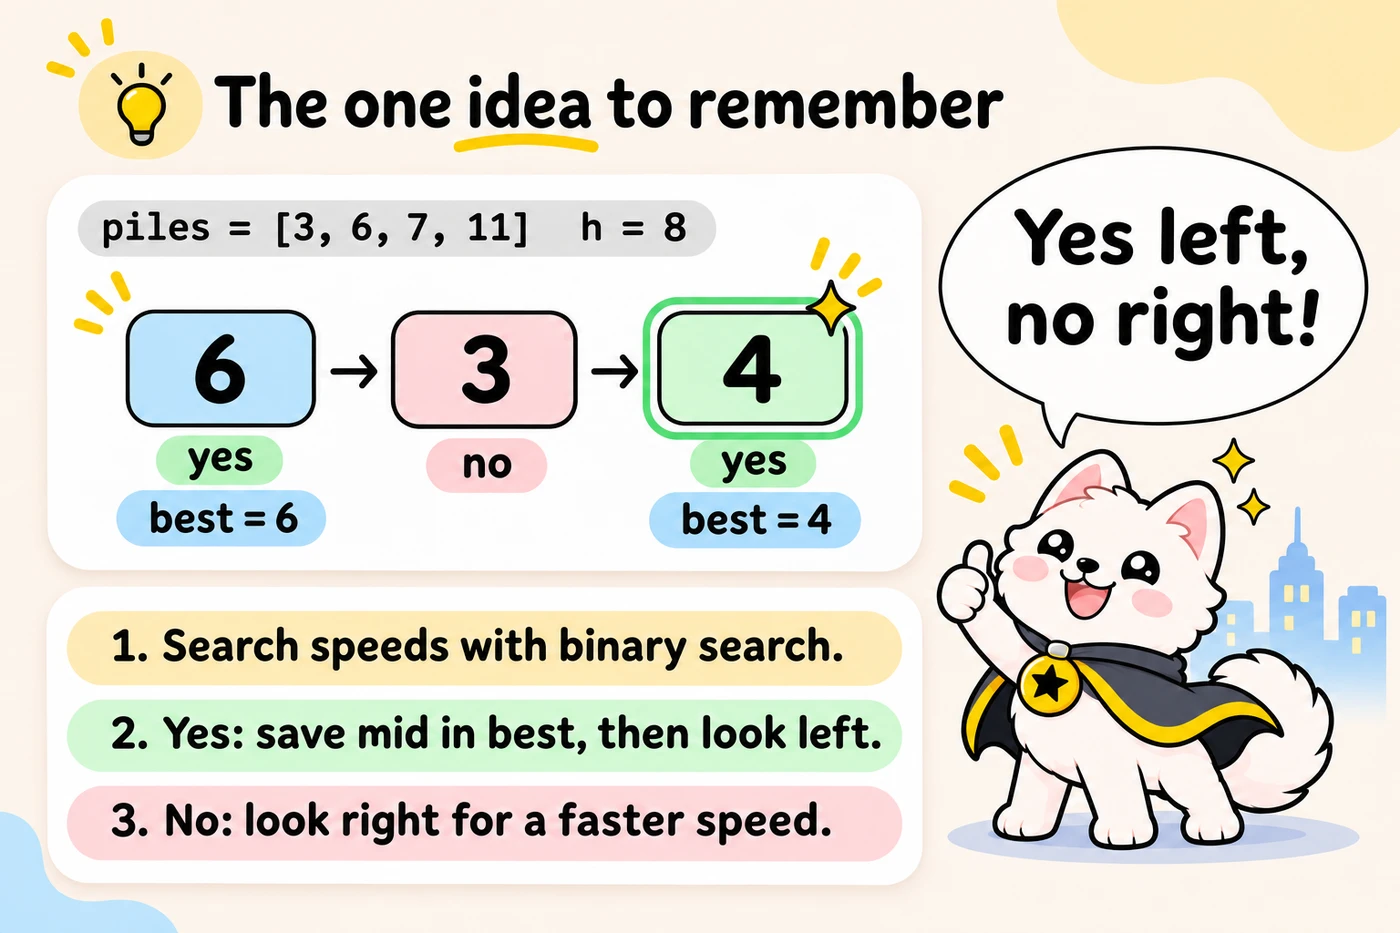 The one idea to remember
piles = [3, 6, 7, 11]  h = 8
6 → 3 → 4
yes no yes
best = 6 best = 4
1. Search speeds with binary search.
2. Yes: save mid in best, then look left.
3. No: look right for a faster speed.
Yes left,
no right!